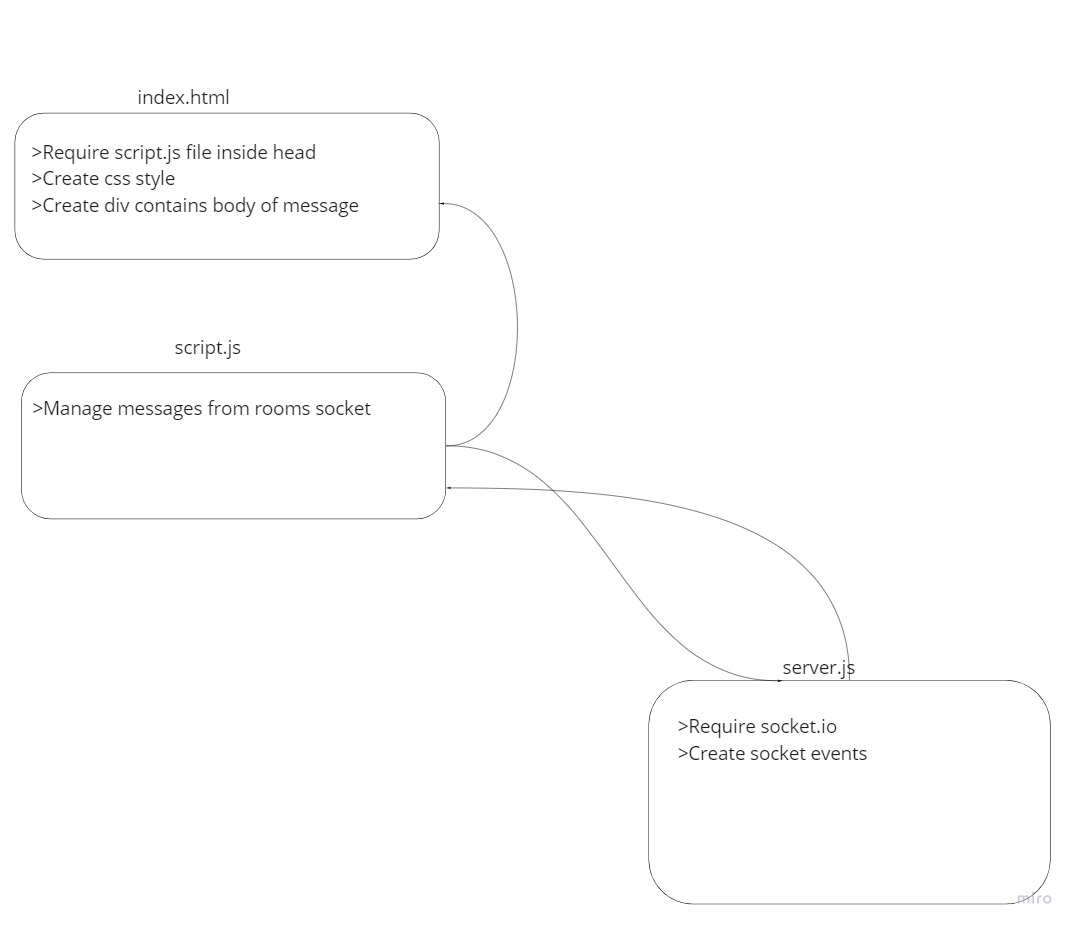 index.html
>Require script.js file inside head
>Create css style
>Create div contains body of message
script.js
>Manage messages from rooms socket
server.js
>Require socket.io
>Create socket events
miro